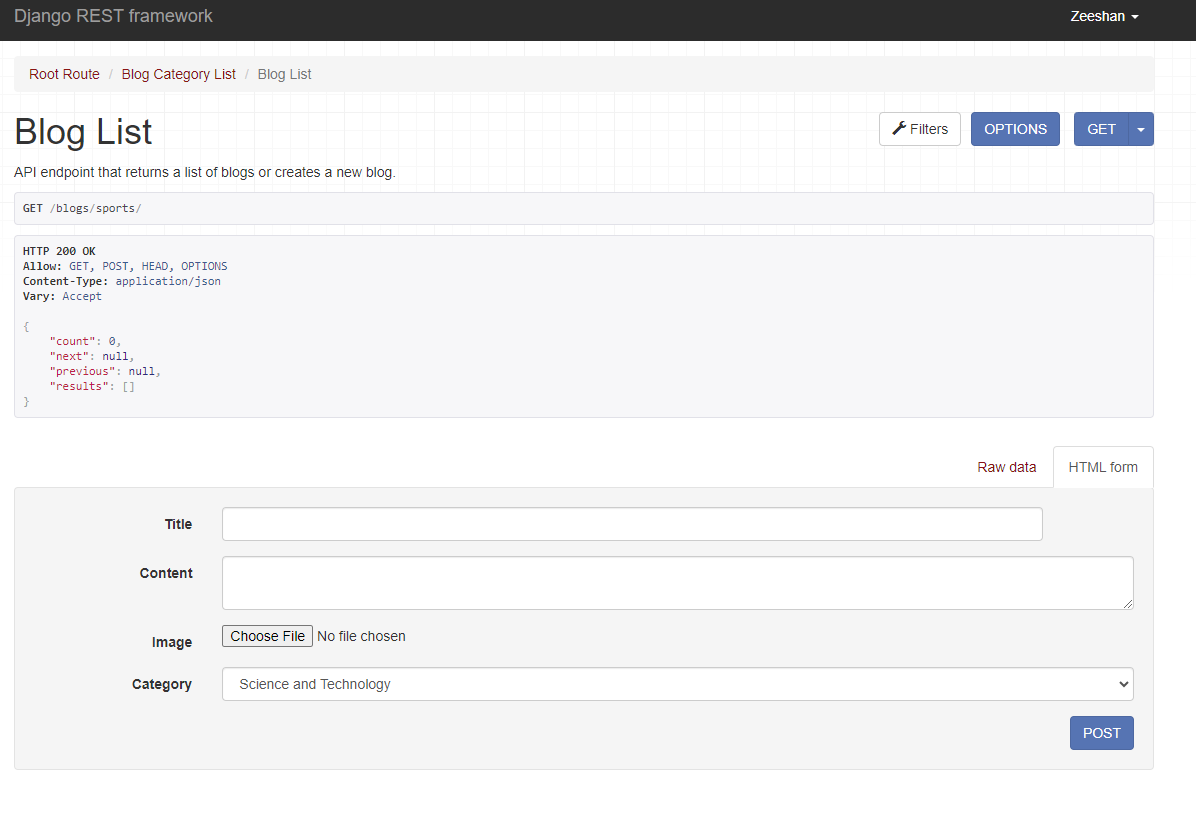 Django REST framework
Zeeshan
Root Route / Blog Category List / Blog List
Blog List
Filters
OPTIONS
GET
API endpoint that returns a list of blogs or creates a new blog.
GET /blogs/sports/
HTTP 200 OK
Allow: GET, POST, HEAD, OPTIONS
Content-Type: application/json
Vary: Accept
{
    "count": 0,
    "next": null,
    "previous": null,
    "results": []
}
Raw data
HTML form
Title
Content
Image
Choose File No file chosen
Category
Science and Technology
POST